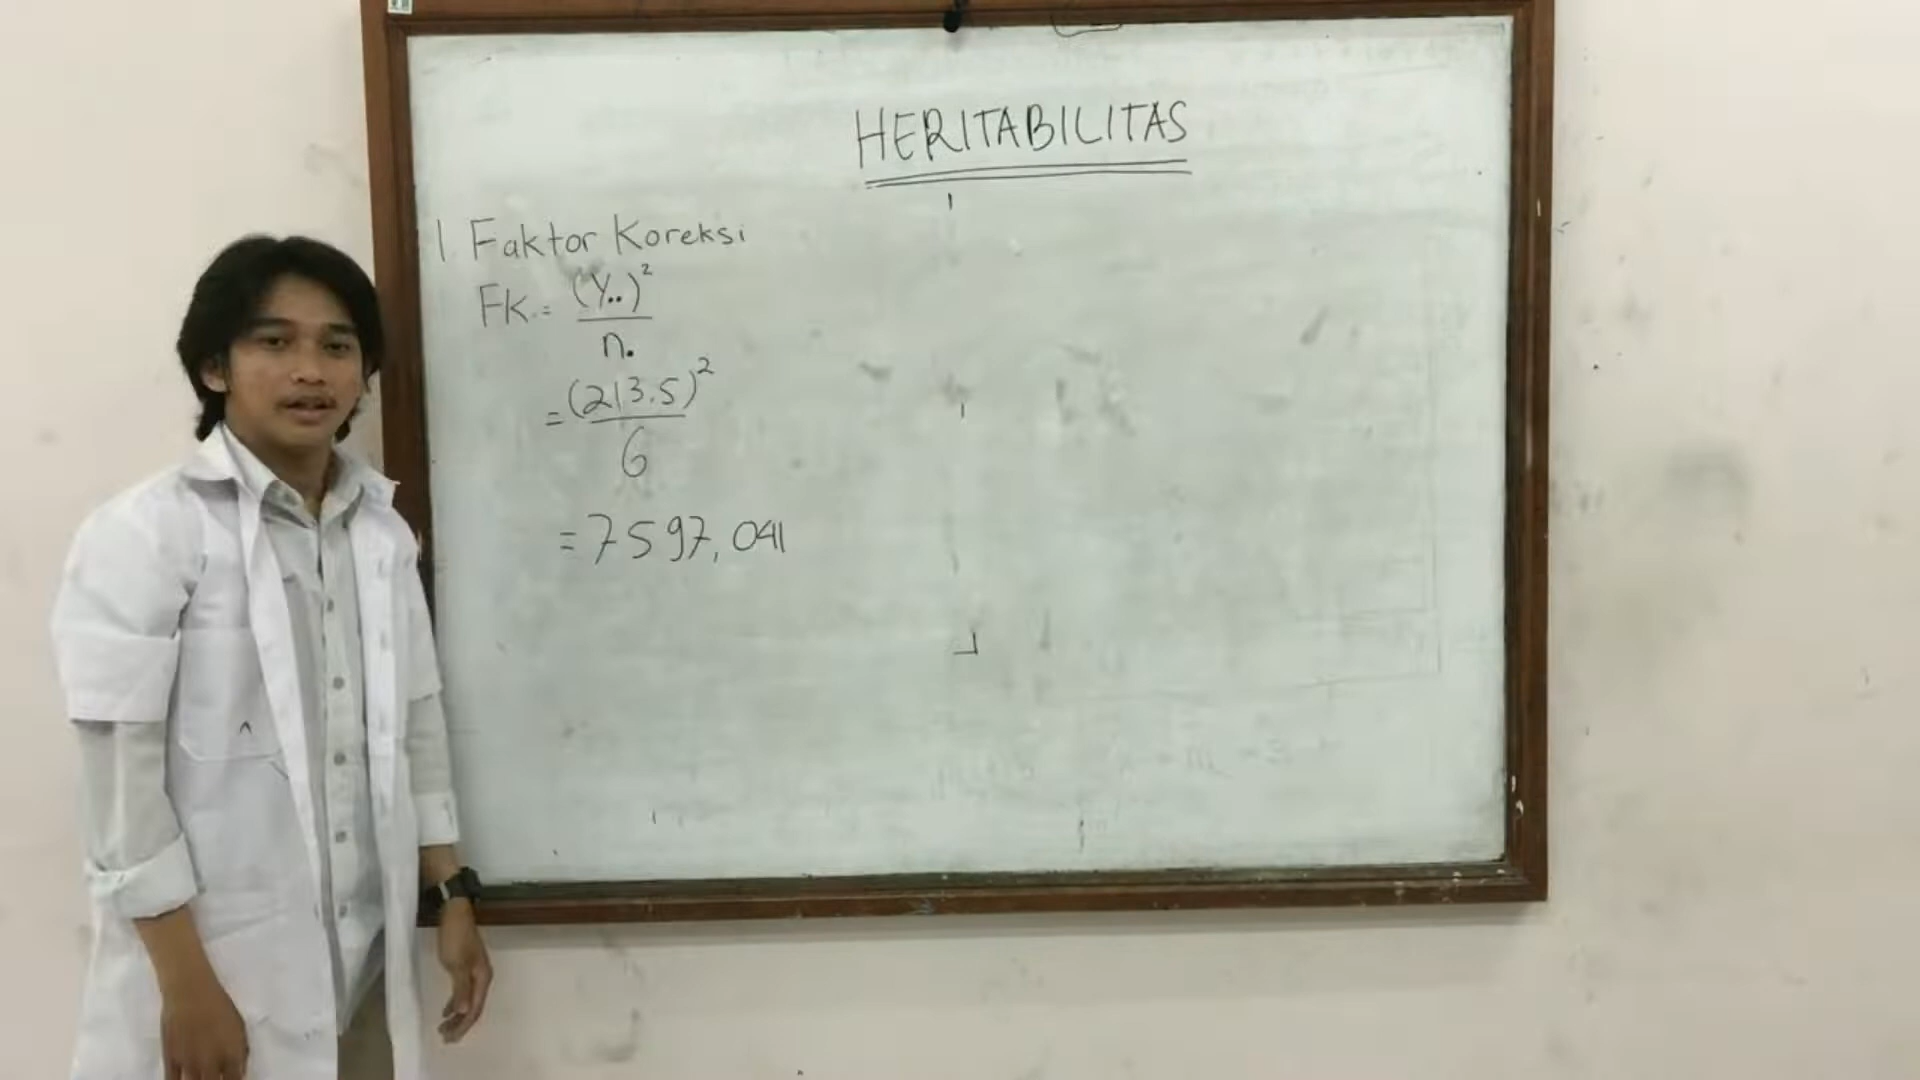 HERITABILITAS
1. Faktor Koreksi
FK = (Y..)²
n.
= (213.5)²
6
= 7597,041